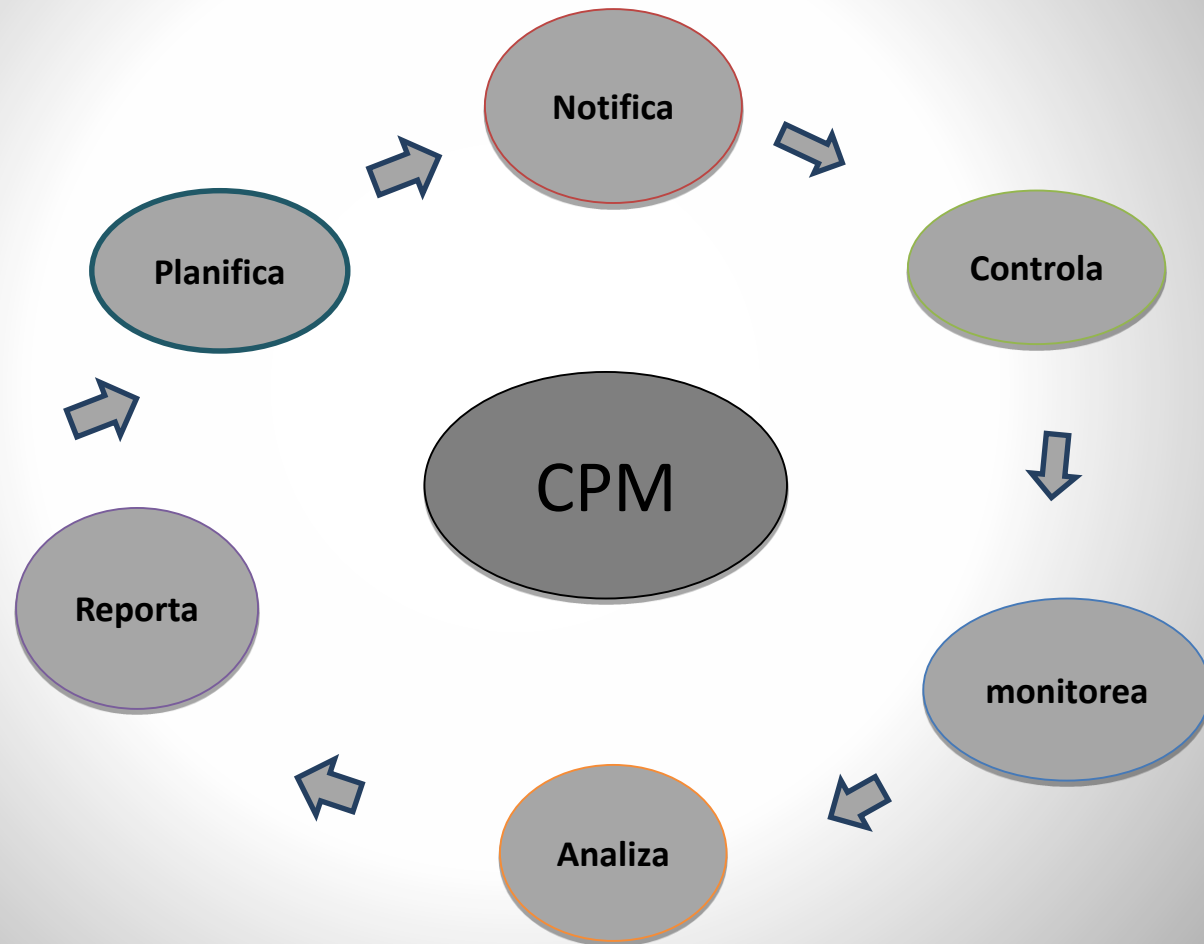 Notifica
Planifica
Controla
CPM
Reporta
monitorea
Analiza